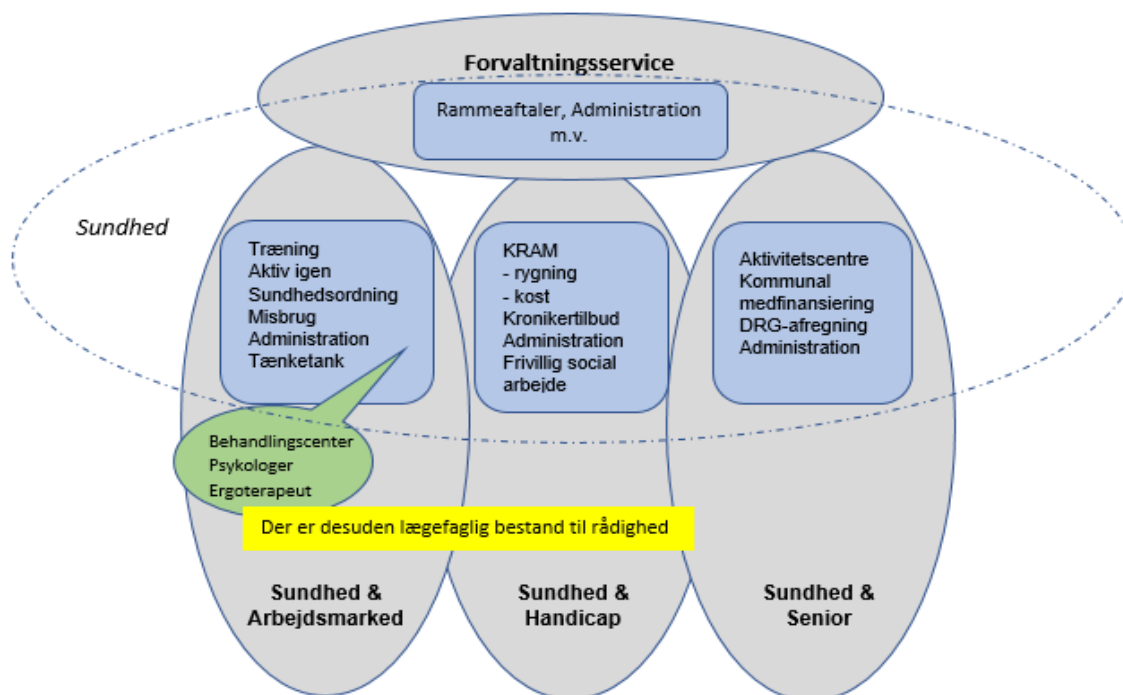 Forvaltningsservice
Rammeaftaler, Administration
m.v.
Sundhed
Træning
Aktiv igen
Sundhedsordning
Misbrug
Administration
Tænketank
KRAM
- rygning
- kost
Kronikertilbud
Administration
Frivillig social
arbejde
Aktivitetscentre
Kommunal
medfinansiering
DRG-afregning
Administration
Behandlingscenter
Psykologer
Ergoterapeut
Der er desuden lægefaglig bestand til rådighed
Sundhed &
Arbejdsmarked
Sundhed &
Handicap
Sundhed &
Senior